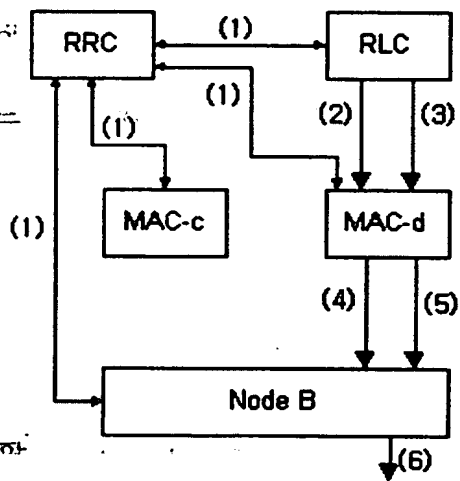 RRC
(1)
RLC
(1)
(2)
(3)
(1)
MAC-c
MAC-d
(1)
(4)
(5)
Node B
(6)